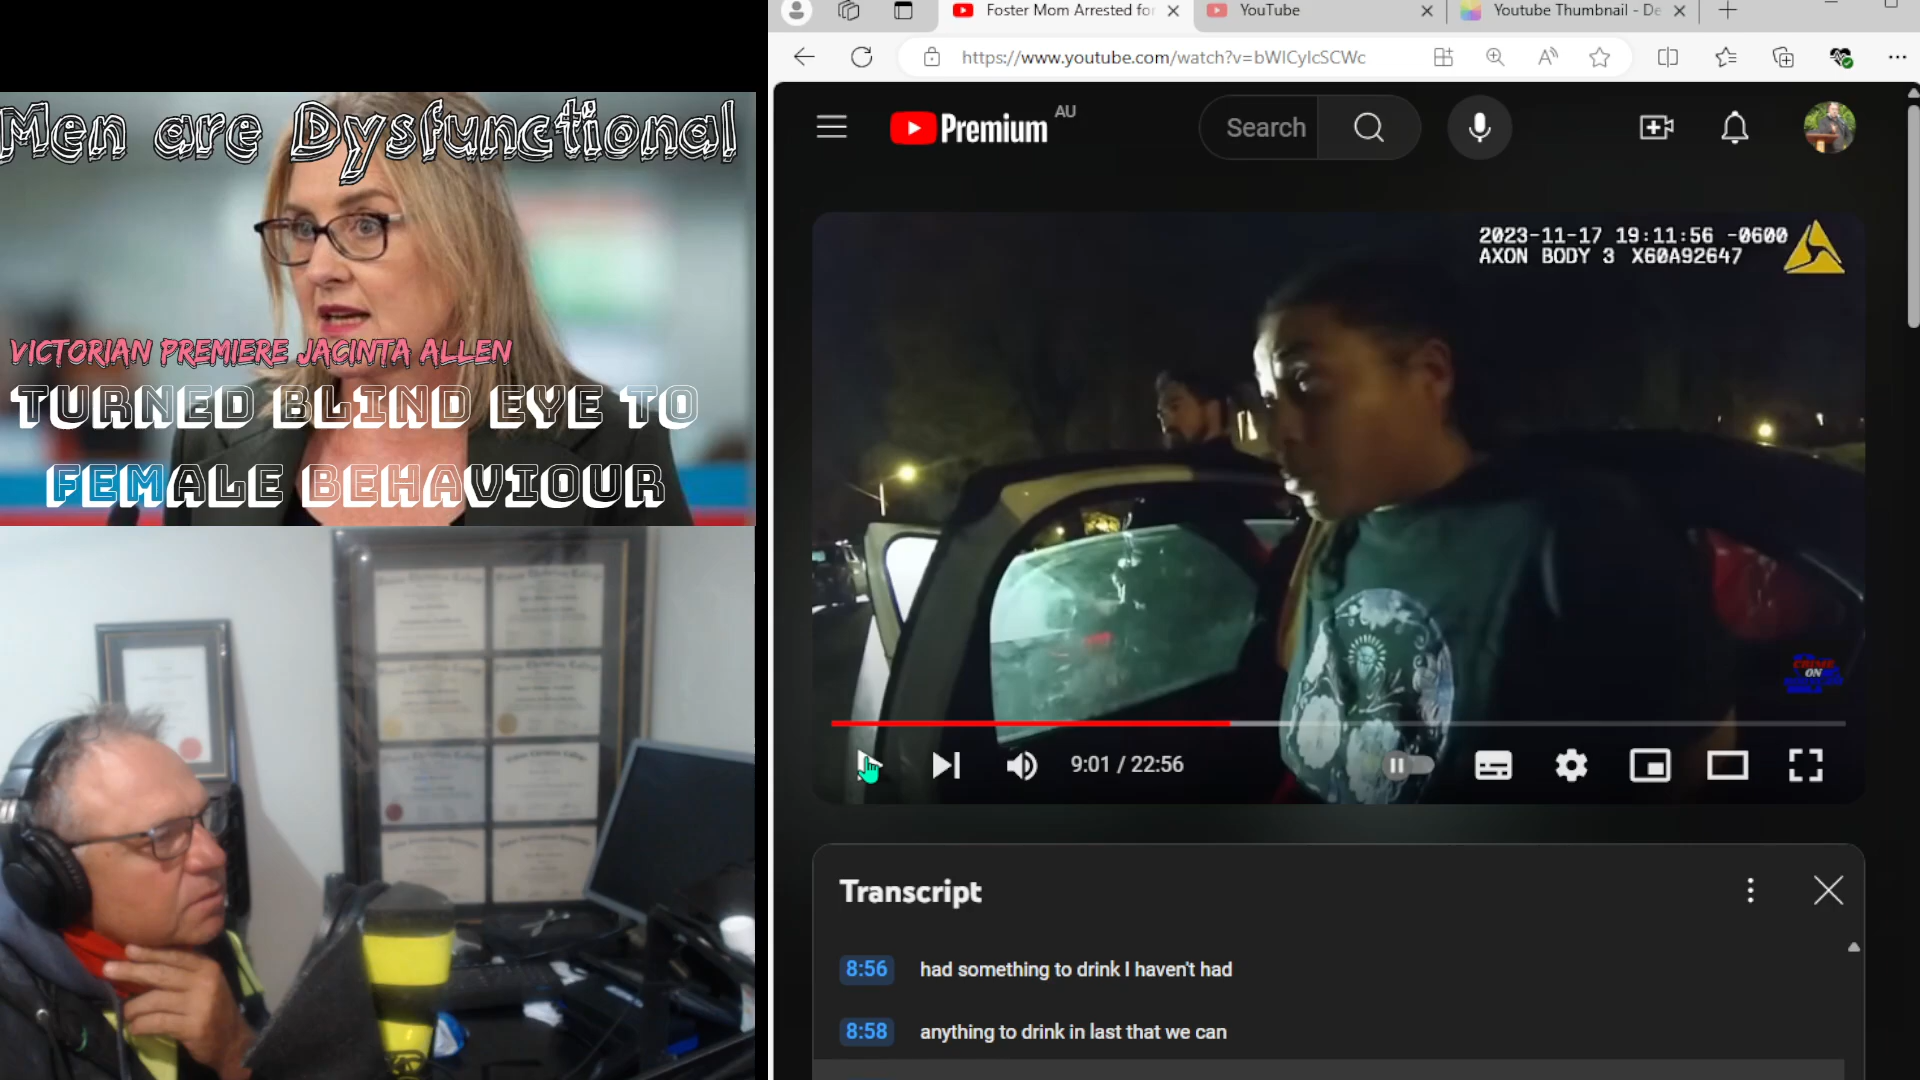 Men are Dysfunctional
VICTORIAN PREMIERE JACINTA ALLEN
TURNED BLIND EYE TO
FEMALE BEHAVIOUR
Foster Mom Arrested for
YouTube
Youtube Thumbnail - De
https://www.youtube.com/watch?v=bWICylcSCWc
Premium AU
Search
2023-11-17 19:11:56 -0600
AXON BODY 3 X60A92647
CRIME
ON
9:01 / 22:56
Transcript
8:56 had something to drink I haven't had
8:58 anything to drink in last that we can